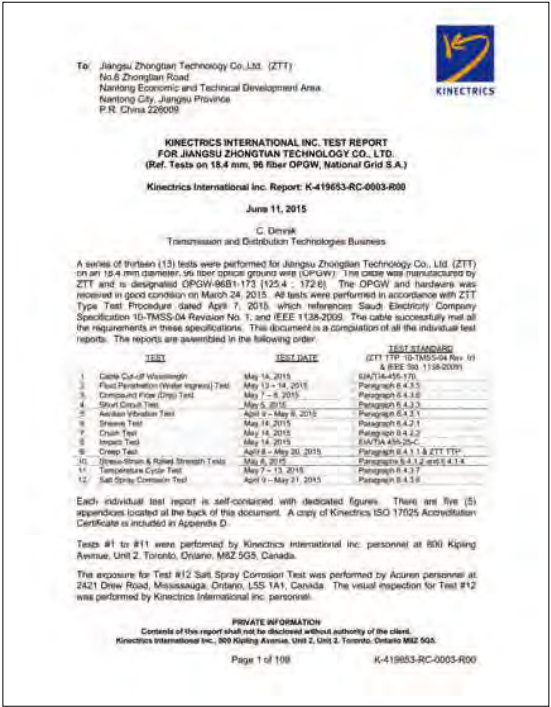 KINECTRICS
To: Jiangsu Zhongtian Technology Co.,Ltd. (ZTT)
No.6 Zhongtian Road
Nantong Economic and Technical Development Area
Nantong City, Jiangsu Province
P.R. China 226009
KINECTRICS INTERNATIONAL INC. TEST REPORT
FOR JIANGSU ZHONGTIAN TECHNOLOGY CO., LTD.
(Ref. Tests on 18.4 mm, 96 fiber OPGW, National Grid S.A.)
Kinectrics International Inc. Report: K-419653-RC-0003-R00
June 11, 2015
C. Dimnik
Transmission and Distribution Technologies Business
A series of thirteen (13) tests were performed for Jiangsu Zhongtian Technology Co., Ltd. (ZTT)
on an 18.4 mm diameter, 96 fiber optical ground wire (OPGW). The cable was manufactured by
ZTT and is designated OPGW-96B1-173 [125.4 ; 172.6]. The OPGW and hardware was
received in good condition on March 24, 2015. All tests were performed in accordance with ZTT
Type Test Procedure dated April 7, 2015, which references Saudi Electricity Company
Specification 10-TMSS-04 Revision No. 1, and IEEE 1138-2009. The cable successfully met all
the requirements in these specifications. This document is a compilation of all the individual test
reports. The reports are assembled in the following order.
TEST STANDARD
TEST TEST DATE (ZTT TTP, 10-TMSS-04 Rev. 0)
& (IEEE Std. 1138-2009)
1 Cable Cut-off Wavelength May 14, 2015 EIA/TIA-455-170
2 Fluid Penetration (Water Ingress) Test May 13 – 14, 2015 Paragraph 6.4.3.5
3 Compound Flow (Drip) Test May 7 – 8, 2015 Paragraph 6.4.3.6
4 Short Circuit Test May 5, 2015 Paragraph 6.4.3.3
5 Aeolian Vibration Test April 9 – May 8, 2015 Paragraph 6.4.3.1
6 Sheave Test May 14, 2015 Paragraph 6.4.2.1
7 Crush Test May 14, 2015 Paragraph 6.4.2.2
8 Impact Test May 14, 2015 EIA/TIA 455-25-C
9 Creep Test April 8 – May 20, 2015 Paragraph 6.4.1.1 & ZTT TTP
10 Stress-Strain & Rated Strength Tests May 6, 2015 Paragraphs 6.4.1.2 and 6.4.1.4
11 Temperature Cycle Test May 7 – 13, 2015 Paragraph 6.4.3.7
12 Salt Spray Corrosion Test April 9 – May 21, 2015 Paragraph 6.4.3.8
Each individual test report is self-contained with dedicated figures. There are five (5)
appendices located at the back of this document. A copy of Kinectrics ISO 17025 Accreditation
Certificate is included in Appendix D.
Tests #1 to #11 were performed by Kinectrics International Inc. personnel at 800 Kipling
Avenue, Unit 2, Toronto, Ontario, M8Z 5G5, Canada.
The exposure for Test #12 Salt Spray Corrosion Test was performed by Acuren personnel at
2421 Drew Road, Mississauga, Ontario, L5S 1A1, Canada. The visual inspection for Test #12
was performed by Kinectrics International Inc. personnel.
PRIVATE INFORMATION
Contents of this report shall not be disclosed without authority of the client.
Kinectrics International Inc., 800 Kipling Avenue, Unit 2, Unit 2, Toronto, Ontario M8Z 5G5.
Page 1 of 109 K-419653-RC-0003-R00